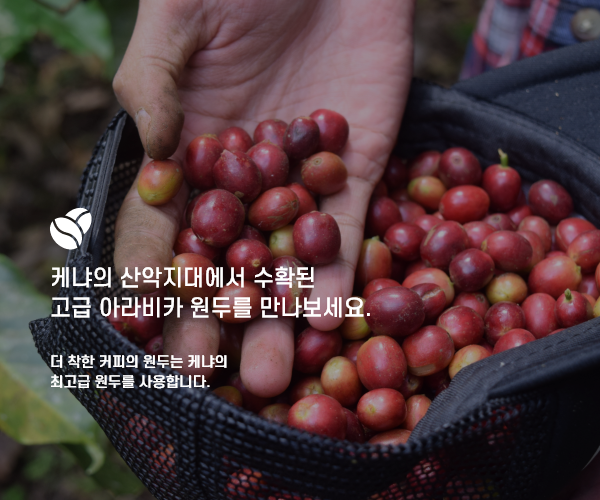 케냐의 산악지대에서 수확된
고급 아라비카 원두를 만나보세요.
더 착한 커피의 원두는 케냐의
최고급 원두를 사용합니다.